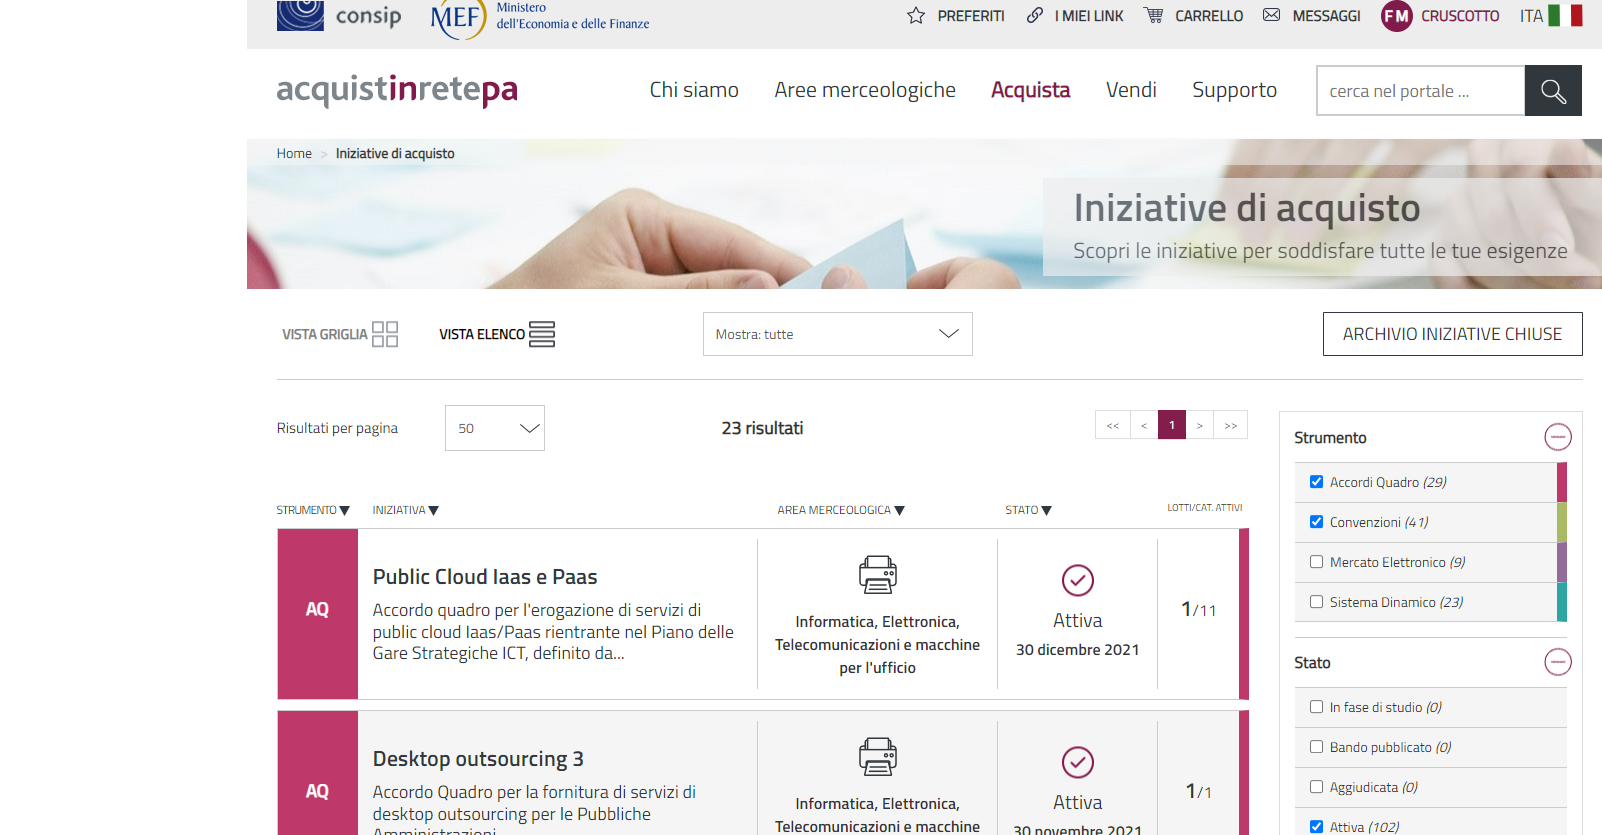 consip
MEF
Ministero
dell'Economia e delle Finanze
PREFERITI
I MIEI LINK
CARRELLO
MESSAGGI
FM
CRUSCOTTO
ITA
acquistinretepa
Chi siamo
Aree merceologiche
Acquista
Vendi
Supporto
cerca nel portale ...
Home > Iniziative di acquisto
Iniziative di acquisto
Scopri le iniziative per soddisfare tutte le tue esigenze
VISTA GRIGLIA
VISTA ELENCO
Mostra: tutte
ARCHIVIO INIZIATIVE CHIUSE
Risultati per pagina
50
23 risultati
<< < 1 > >>
STRUMENTO▼
INIZIATIVA▼
AREA MERCEOLOGICA▼
STATO▼
LOTTI/CAT. ATTIVI
AQ
Public Cloud Iaas e Paas
Accordo quadro per l'erogazione di servizi di
public cloud Iaas/Paas rientrante nel Piano delle
Gare Strategiche ICT, definito da...
Informatica, Elettronica,
Telecomunicazioni e macchine
per l'ufficio
Attiva
30 dicembre 2021
1/11
AQ
Desktop outsourcing 3
Accordo Quadro per la fornitura di servizi di
desktop outsourcing per le Pubbliche
Amministrazioni
Informatica, Elettronica,
Telecomunicazioni e macchine
Attiva
30 novembre 2021
1/1
Strumento
Accordi Quadro (29)
Convenzioni (41)
Mercato Elettronico (9)
Sistema Dinamico (23)
Stato
In fase di studio (0)
Bando pubblicato (0)
Aggiudicata (0)
Attiva (102)